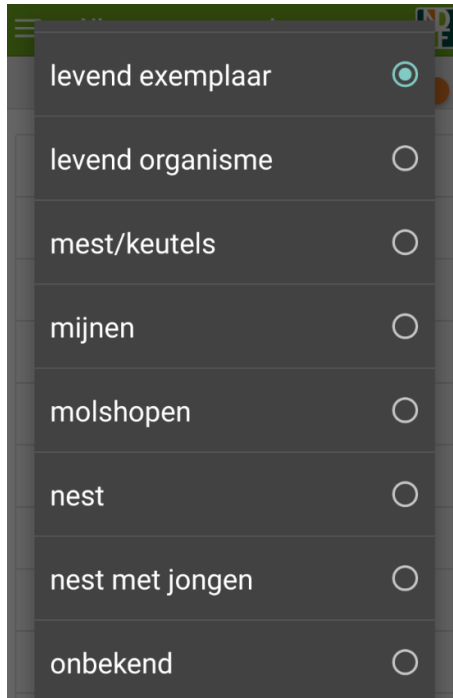 levend exemplaar
levend organisme
mest/keutels
mijnen
molshopen
nest
nest met jongen
onbekend